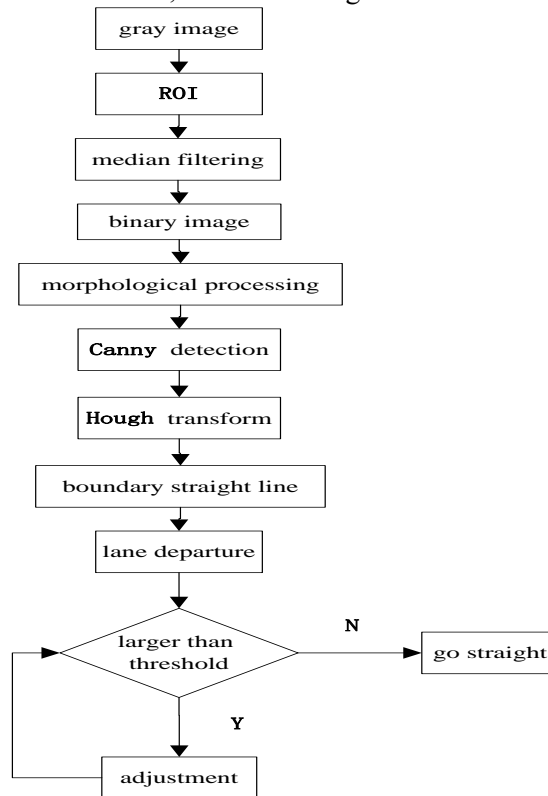 gray image
ROI
median filtering
binary image
morphological processing
Canny detection
Hough transform
boundary straight line
lane departure
larger than
threshold
N
go straight
Y
adjustment